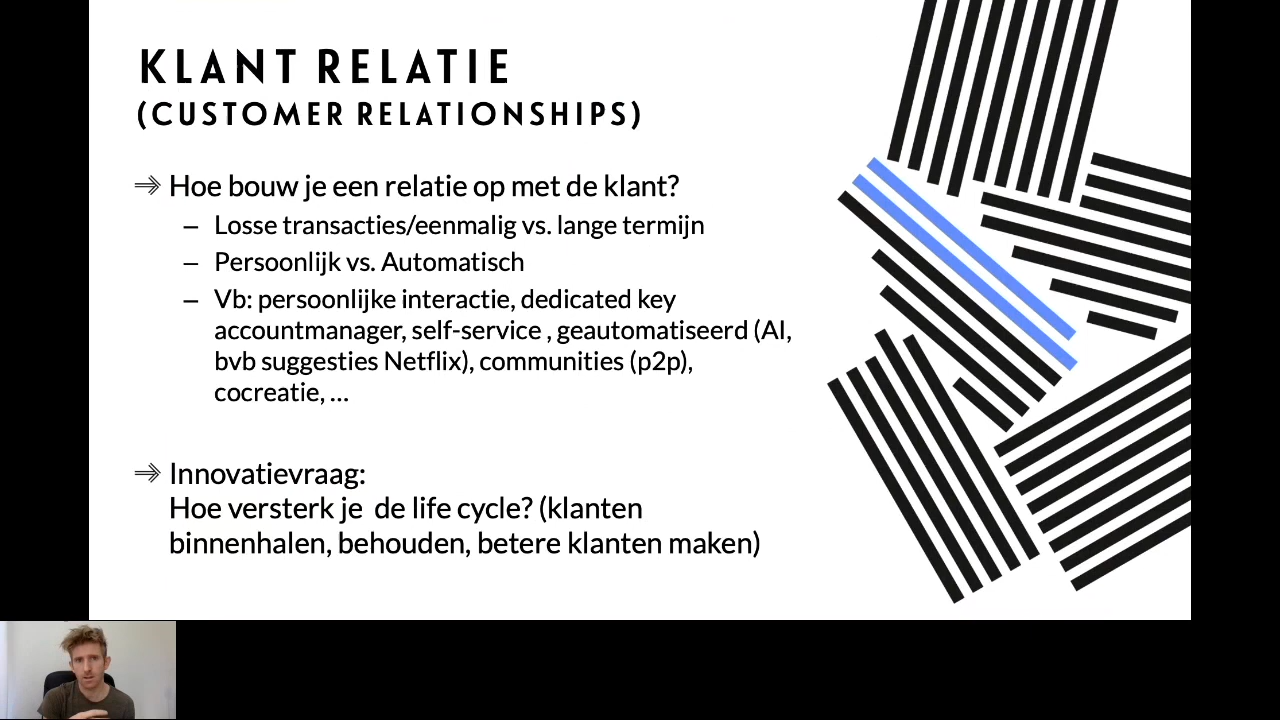 KLANT RELATIE
(CUSTOMER RELATIONSHIPS)
Hoe bouw je een relatie op met de klant?
– Losse transacties/eenmalig vs. lange termijn
– Persoonlijk vs. Automatisch
– Vb: persoonlijke interactie, dedicated key
accountmanager, self-service , geautomatiseerd (AI,
bvb suggesties Netflix), communities (p2p),
cocreatie, ...
Innovatievraag:
Hoe versterk je  de life cycle? (klanten
binnenhalen, behouden, betere klanten maken)